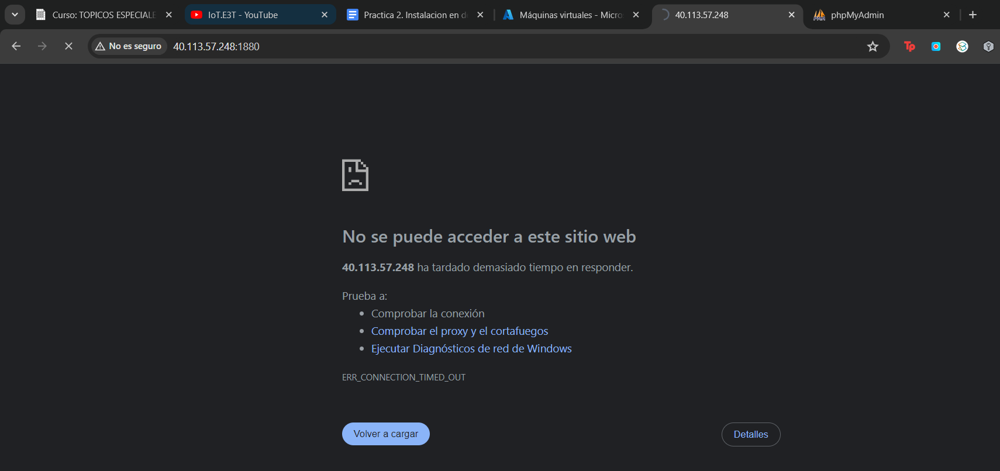 Curso: TOPICOS ESPECIALE
IoT.E3T - YouTube
Practica 2. Instalacion en d
Máquinas virtuales - Micro
40.113.57.248
phpMyAdmin
No es seguro
40.113.57.248:1880
Tp
No se puede acceder a este sitio web
40.113.57.248 ha tardado demasiado tiempo en responder.
Prueba a:
• Comprobar la conexión
• Comprobar el proxy y el cortafuegos
• Ejecutar Diagnósticos de red de Windows
ERR_CONNECTION_TIMED_OUT
Volver a cargar
Detalles